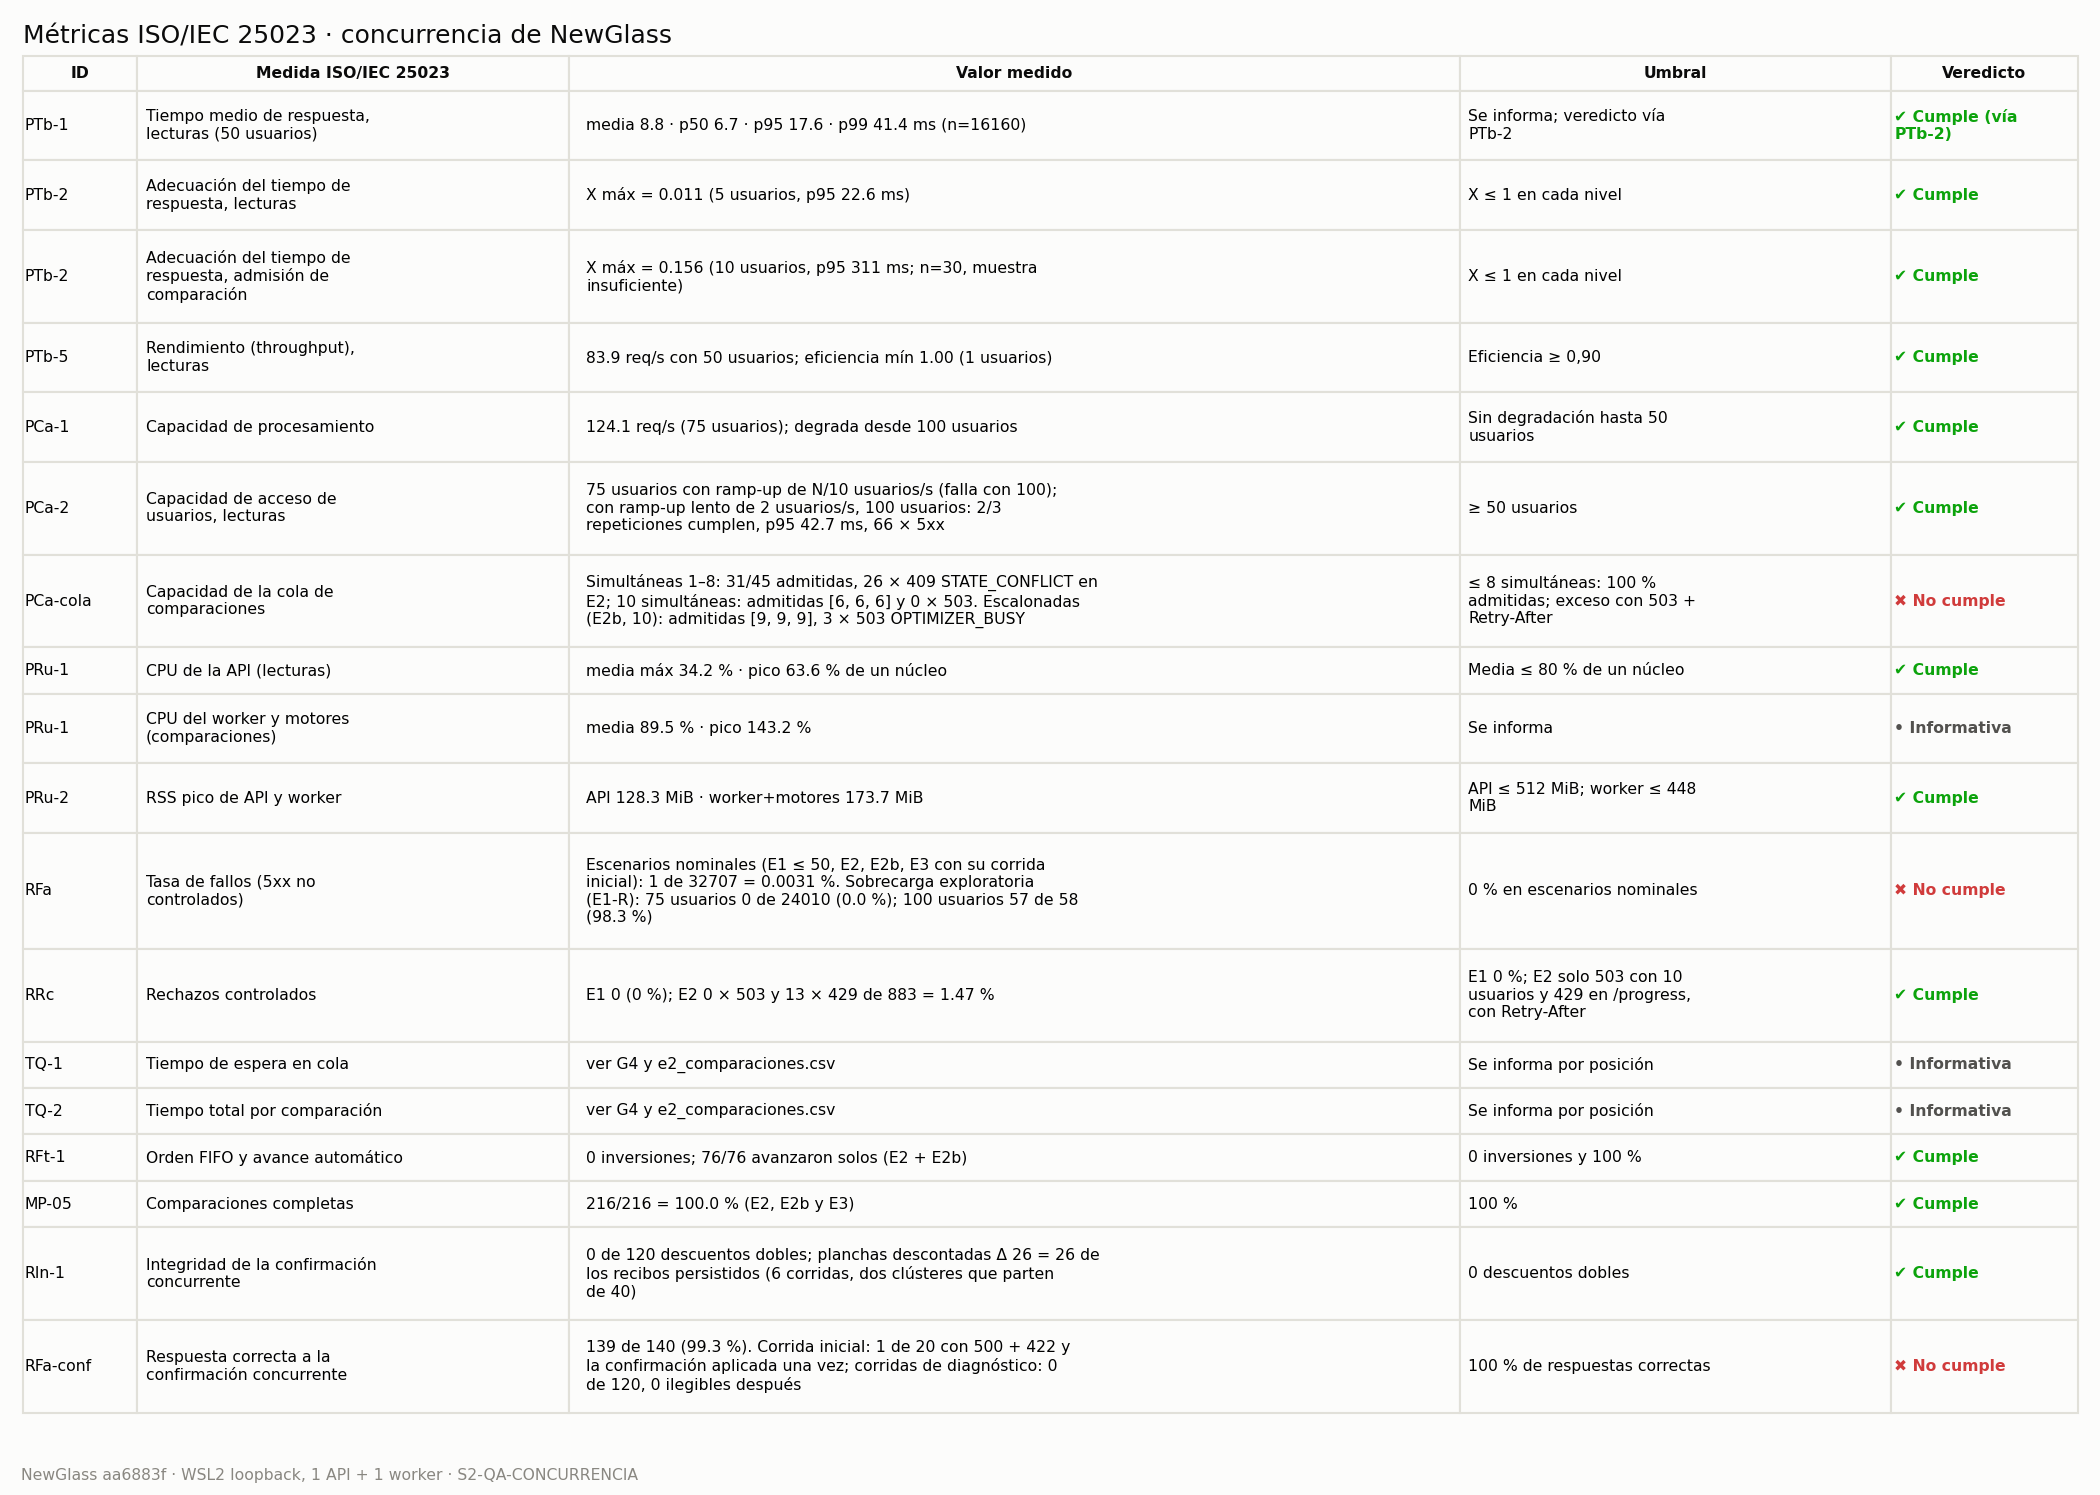 Métricas ISO/IEC 25023 · concurrencia de NewGlass
ID
Medida ISO/IEC 25023
Valor medido
Umbral
Veredicto
PTb-1
Tiempo medio de respuesta,
lecturas (50 usuarios)
media 8.8 · p50 6.7 · p95 17.6 · p99 41.4 ms (n=16160)
Se informa; veredicto vía
PTb-2
✔ Cumple (vía
PTb-2)
PTb-2
Adecuación del tiempo de
respuesta, lecturas
X máx = 0.011 (5 usuarios, p95 22.6 ms)
X ≤ 1 en cada nivel
✔ Cumple
PTb-2
Adecuación del tiempo de
respuesta, admisión de
comparación
X máx = 0.156 (10 usuarios, p95 311 ms; n=30, muestra
insuficiente)
X ≤ 1 en cada nivel
✔ Cumple
PTb-5
Rendimiento (throughput),
lecturas
83.9 req/s con 50 usuarios; eficiencia mín 1.00 (1 usuarios)
Eficiencia ≥ 0,90
✔ Cumple
PCa-1
Capacidad de procesamiento
124.1 req/s (75 usuarios); degrada desde 100 usuarios
Sin degradación hasta 50
usuarios
✔ Cumple
PCa-2
Capacidad de acceso de
usuarios, lecturas
75 usuarios con ramp-up de N/10 usuarios/s (falla con 100);
con ramp-up lento de 2 usuarios/s, 100 usuarios: 2/3
repeticiones cumplen, p95 42.7 ms, 66 × 5xx
≥ 50 usuarios
✔ Cumple
PCa-cola
Capacidad de la cola de
comparaciones
Simultáneas 1–8: 31/45 admitidas, 26 × 409 STATE_CONFLICT en
E2; 10 simultáneas: admitidas [6, 6, 6] y 0 × 503. Escalonadas
(E2b, 10): admitidas [9, 9, 9], 3 × 503 OPTIMIZER_BUSY
≤ 8 simultáneas: 100 %
admitidas; exceso con 503 +
Retry-After
✖ No cumple
PRu-1
CPU de la API (lecturas)
media máx 34.2 % · pico 63.6 % de un núcleo
Media ≤ 80 % de un núcleo
✔ Cumple
PRu-1
CPU del worker y motores
(comparaciones)
media 89.5 % · pico 143.2 %
Se informa
• Informativa
PRu-2
RSS pico de API y worker
API 128.3 MiB · worker+motores 173.7 MiB
API ≤ 512 MiB; worker ≤ 448
MiB
✔ Cumple
RFa
Tasa de fallos (5xx no
controlados)
Escenarios nominales (E1 ≤ 50, E2, E2b, E3 con su corrida
inicial): 1 de 32707 = 0.0031 %. Sobrecarga exploratoria
(E1-R): 75 usuarios 0 de 24010 (0.0 %); 100 usuarios 57 de 58
(98.3 %)
0 % en escenarios nominales
✖ No cumple
RRc
Rechazos controlados
E1 0 (0 %); E2 0 × 503 y 13 × 429 de 883 = 1.47 %
E1 0 %; E2 solo 503 con 10
usuarios y 429 en /progress,
con Retry-After
✔ Cumple
TQ-1
Tiempo de espera en cola
ver G4 y e2_comparaciones.csv
Se informa por posición
• Informativa
TQ-2
Tiempo total por comparación
ver G4 y e2_comparaciones.csv
Se informa por posición
• Informativa
RFt-1
Orden FIFO y avance automático
0 inversiones; 76/76 avanzaron solos (E2 + E2b)
0 inversiones y 100 %
✔ Cumple
MP-05
Comparaciones completas
216/216 = 100.0 % (E2, E2b y E3)
100 %
✔ Cumple
RIn-1
Integridad de la confirmación
concurrente
0 de 120 descuentos dobles; planchas descontadas Δ 26 = 26 de
los recibos persistidos (6 corridas, dos clústeres que parten
de 40)
0 descuentos dobles
✔ Cumple
RFa-conf
Respuesta correcta a la
confirmación concurrente
139 de 140 (99.3 %). Corrida inicial: 1 de 20 con 500 + 422 y
la confirmación aplicada una vez; corridas de diagnóstico: 0
de 120, 0 ilegibles después
100 % de respuestas correctas
✖ No cumple
NewGlass aa6883f · WSL2 loopback, 1 API + 1 worker · S2-QA-CONCURRENCIA